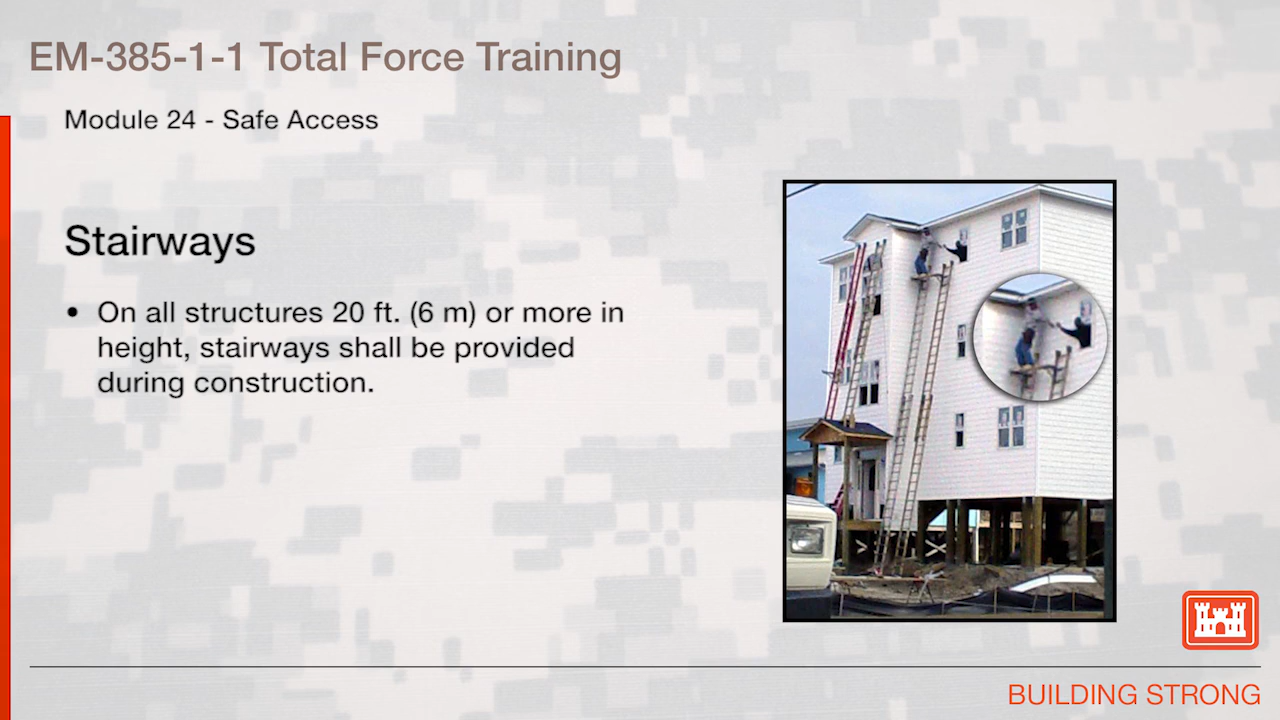 EM-385-1-1 Total Force Training
Module 24 - Safe Access
Stairways
• On all structures 20 ft. (6 m) or more in
height, stairways shall be provided
during construction.
BUILDING STRONG